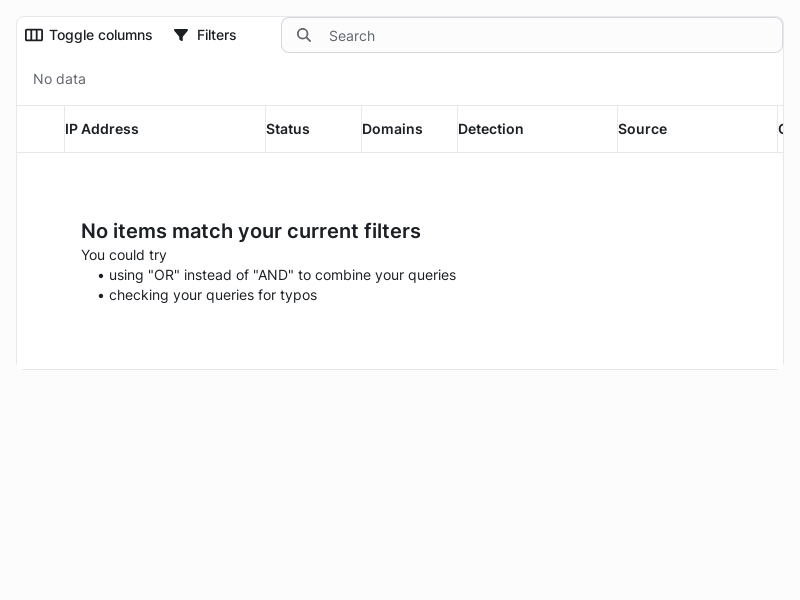 Toggle columns Filters Search
No data
IP Address Status Domains Detection Source
No items match your current filters
You could try
• using "OR" instead of "AND" to combine your queries
• checking your queries for typos